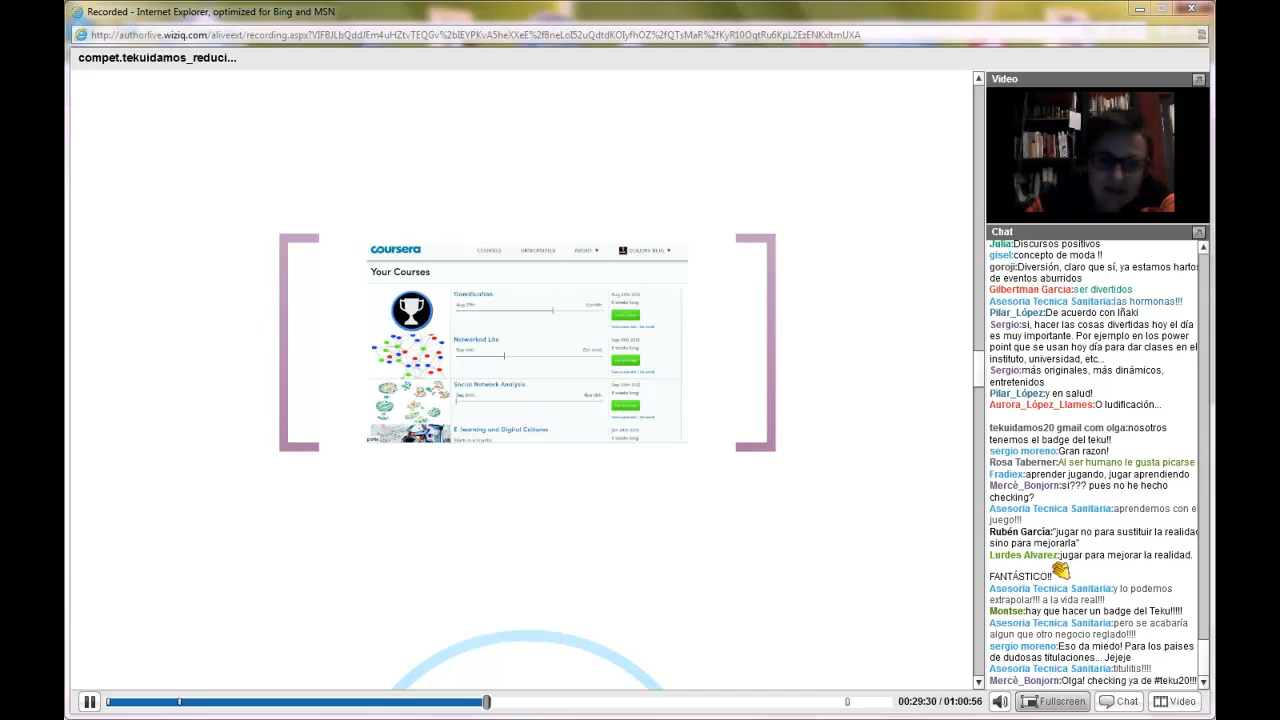 Recorded - Internet Explorer, optimized for Bing and MSN
compet.tekuidamos_reduci...
coursera
COURSES UNIVERSITIES ABOUT ▼ DOLORS REIG ▼
Your Courses
Gamification
Aug 27th
Networked Life
Social Network Analysis
E-learning and Digital Cultures
Video
Chat
Julia:Discursos positivos
gisel:concepto de moda !!
goroji:Diversión, claro que sí, ya estamos hartos
de eventos aburridos
Gilbertman Garcia:ser divertidos
Asesoria Tecnica Sanitaria:las hormonas!!!
Pilar_López:De acuerdo con Iñaki
Sergio:si, hacer las cosas divertidas hoy el día
es muy importante. Por ejemplo en los power
point que se usan hoy día para dar clases en el
instituto, universidad, etc...
Sergio:más originales, más dinámicos,
entretenidos
Pilar_López:y en salud!
Aurora_López_Llames:O ludificación...
tekuidamos20 gmail com olga:nosotros
tenemos el badge del teku!!
sergio moreno:Gran razon!
Rosa Taberner:Al ser humano le gusta picarse
Fradiex:aprender jugando, jugar aprendiendo
Mercè_Bonjorn:si??? pues no he hecho
checking?
Asesoria Tecnica Sanitaria:aprendemos con e
juego!!!
Rubén García:"jugar no para sustituir la realidad
sino para mejorarla"
Lurdes Alvarez:jugar para mejorar la realidad.
FANTÁSTICO!!
Asesoria Tecnica Sanitaria:y lo podemos
extrapolar!!! a la vida real!!!
Montse:hay que hacer un badge del Teku!!!!!
Asesoria Tecnica Sanitaria:pero se acabaría
algun que otro negocio reglado!!!!
sergio moreno:Eso da miedo! Para los paises
de dudosas titulaciones... Jejeje
Asesoria Tecnica Sanitaria:titulitis!!!!
Mercè_Bonjorn:Olga! checking ya de #teku20!!!
00:29:30 / 01:00:56 Fullscreen Chat Video